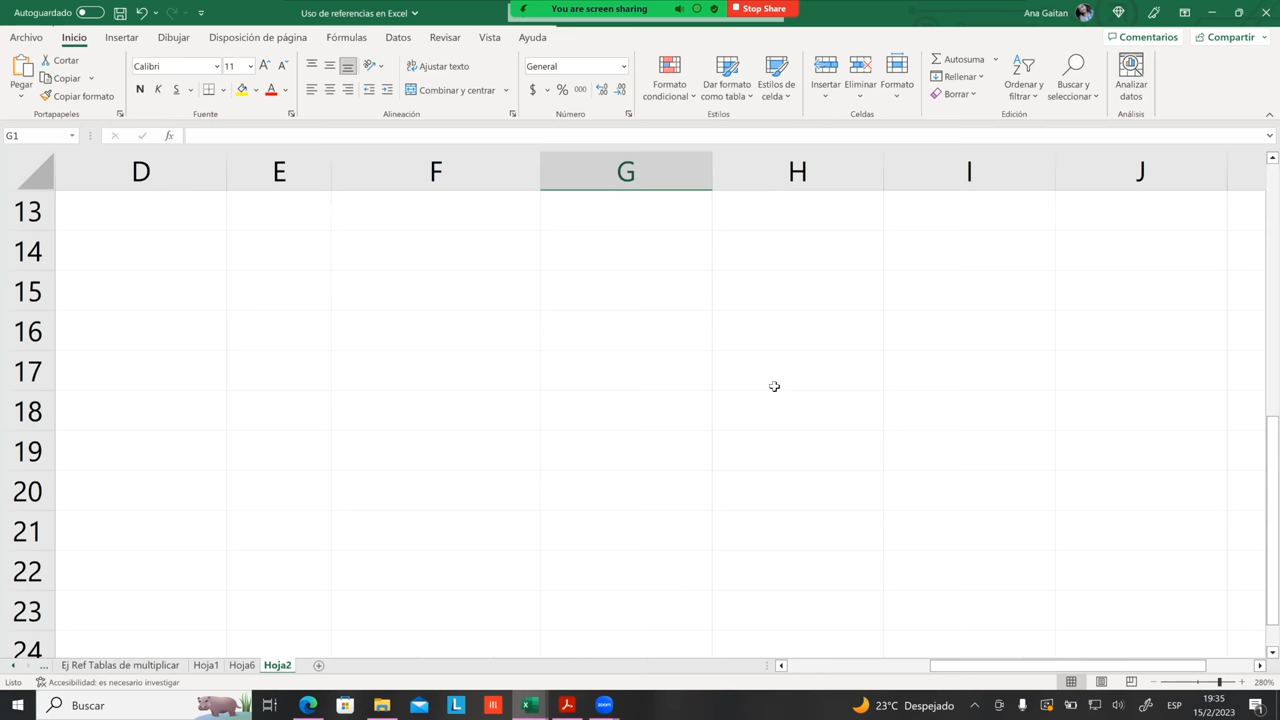 Autoguardado
Uso de referencias en Excel
You are screen sharing
Stop Share
Ana Gaitan
Archivo Inicio Insertar Dibujar Disposición de página Fórmulas Datos Revisar Vista Ayuda
Comentarios Compartir
Pegar
Cortar
Copiar
Copiar formato
Portapapeles
Calibri 11
N K S
Fuente
Ajustar texto
Combinar y centrar
Alineación
General
$ % 000
Número
Formato condicional
Dar formato como tabla
Estilos de celda
Estilos
Insertar Eliminar Formato
Celdas
Autosuma
Rellenar
Borrar
Ordenar y filtrar
Buscar y seleccionar
Edición
Analizar datos
Análisis
G1 fx
D E F G H I J
13
14
15
16
17
18
19
20
21
22
23
24
... Ej Ref Tablas de multiplicar Hoja1 Hoja6 Hoja2
Listo Accesibilidad: es necesario investigar 280%
Buscar
L
zoom
23°C Despejado
ESP
19:35
15/2/2023